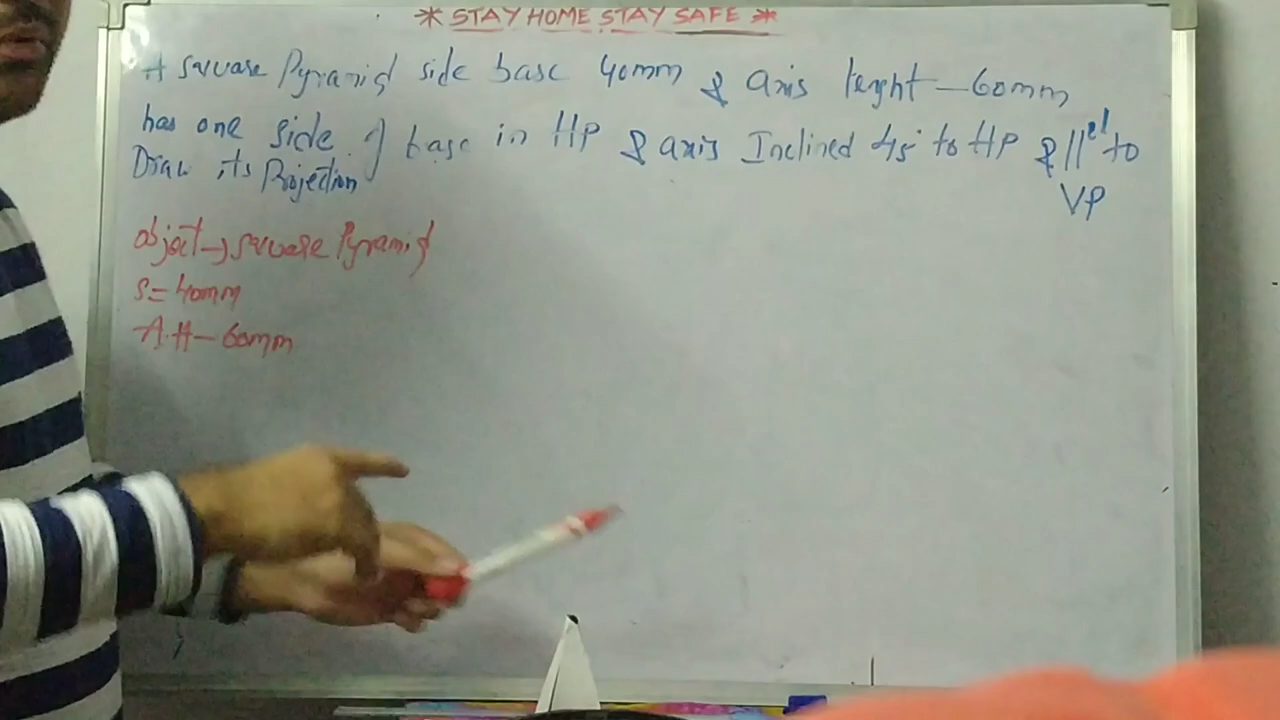 * STAY HOME STAY SAFE *
A square Pyramid side base 40mm & axis lenght - 60mm
has one side of base in HP & axis Inclined 45° to HP & ||el to VP
Draw its Projection
object → square Pyramid
S = 40mm
A.H - 60mm